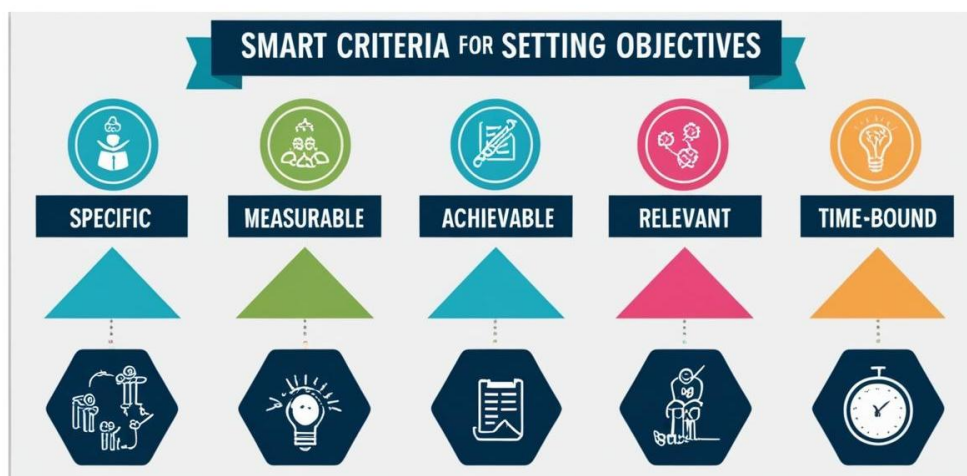 SMART CRITERIA FOR SETTING OBJECTIVES
SPECIFIC
MEASURABLE
ACHIEVABLE
RELEVANT
TIME-BOUND